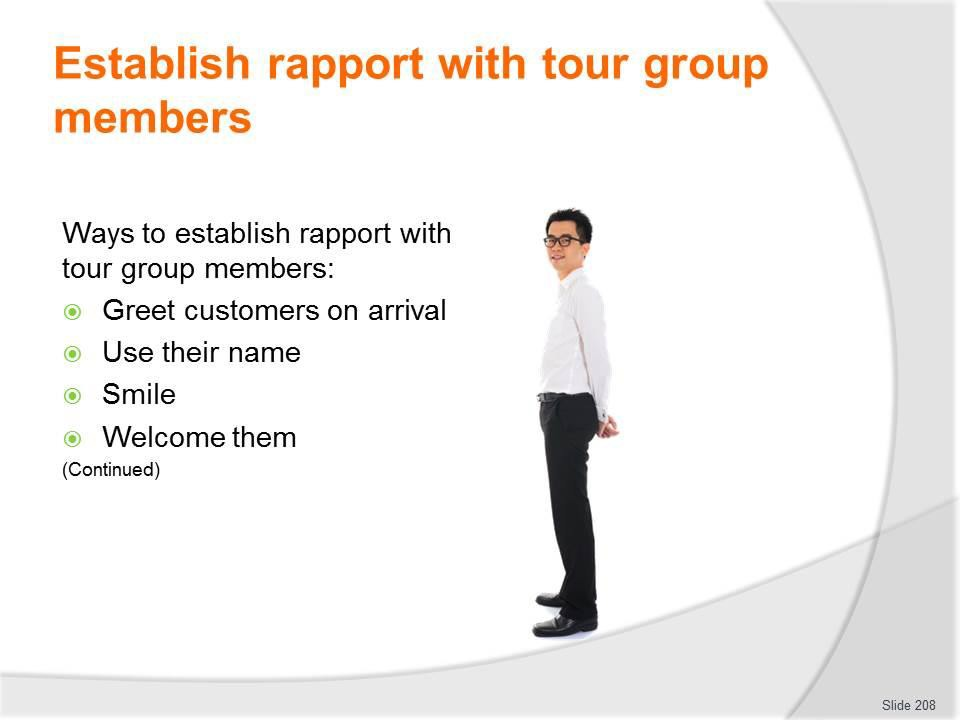 Establish rapport with tour group
members
Ways to establish rapport with
tour group members:
Greet customers on arrival
Use their name
Smile
Welcome them
(Continued)
Slide 208